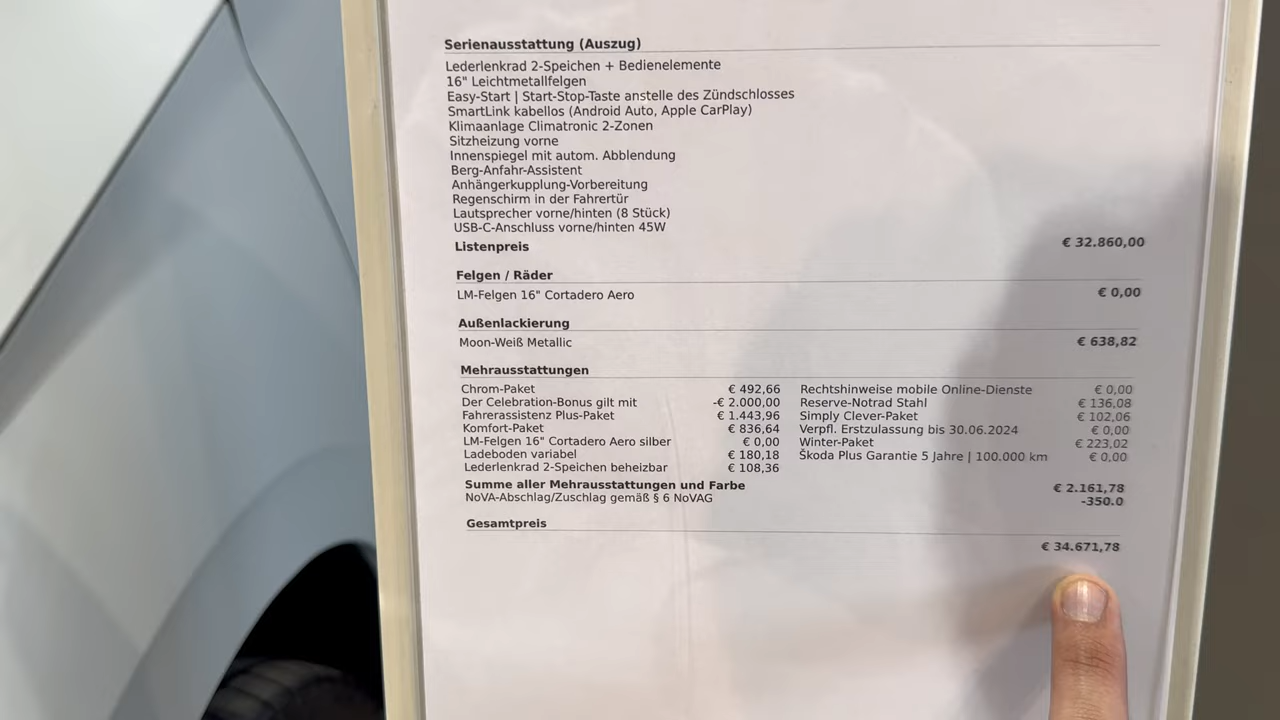 Serienausstattung (Auszug)
Lederlenkrad 2-Speichen + Bedienelemente
16" Leichtmetallfelgen
Easy-Start | Start-Stop-Taste anstelle des Zündschlosses
SmartLink kabellos (Android Auto, Apple CarPlay)
Klimaanlage Climatronic 2-Zonen
Sitzheizung vorne
Innenspiegel mit autom. Abblendung
Berg-Anfahr-Assistent
Anhängerkupplung-Vorbereitung
Regenschirm in der Fahrertür
Lautsprecher vorne/hinten (8 Stück)
USB-C-Anschluss vorne/hinten 45W
Listenpreis € 32.860,00
Felgen / Räder
LM-Felgen 16" Cortadero Aero € 0,00
Außenlackierung
Moon-Weiß Metallic € 638,82
Mehrausstattungen
Chrom-Paket € 492,66 Rechtshinweise mobile Online-Dienste € 0,00
Der Celebration-Bonus gilt mit -€ 2.000,00 Reserve-Notrad Stahl € 136,08
Fahrerassistenz Plus-Paket € 1.443,96 Simply Clever-Paket € 102,06
Komfort-Paket € 836,64 Verpfl. Erstzulassung bis 30.06.2024 € 0,00
LM-Felgen 16" Cortadero Aero silber € 0,00 Winter-Paket € 223,02
Ladeboden variabel € 180,18 Škoda Plus Garantie 5 Jahre | 100.000 km € 0,00
Lederlenkrad 2-Speichen beheizbar € 108,36
Summe aller Mehrausstattungen und Farbe € 2.161,78
NoVA-Abschlag/Zuschlag gemäß § 6 NoVAG -350.0
Gesamtpreis
€ 34.671,78